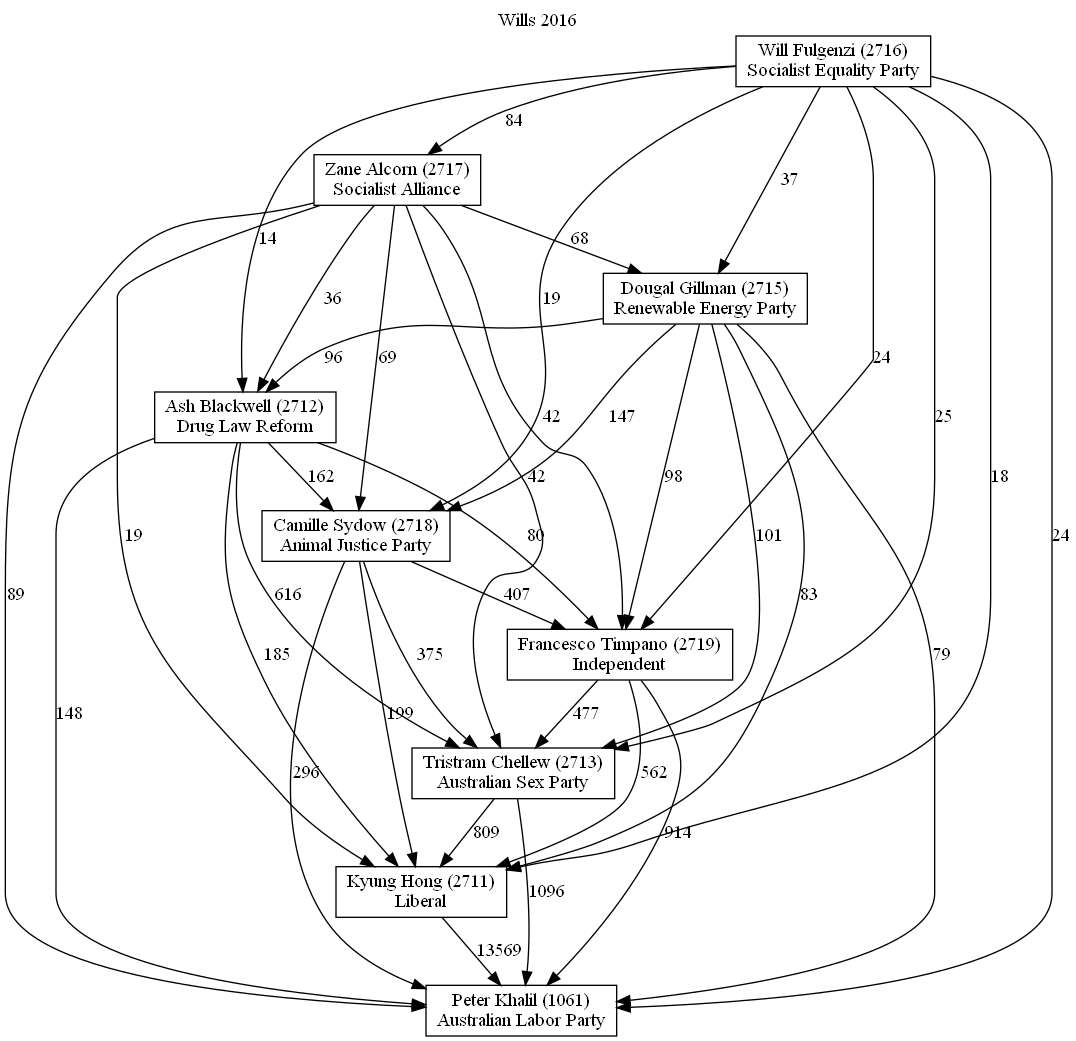 Wills 2016
Will Fulgenzi (2716)
Socialist Equality Party
84
Zane Alcorn (2717)
Socialist Alliance
37
14
68
Dougal Gillman (2715)
Renewable Energy Party
36
19
96
69
24
Ash Blackwell (2712)
Drug Law Reform
42
147
25
162
42
98
18
Camille Sydow (2718)
Animal Justice Party
19
80
101
24
89
616
407
83
Francesco Timpano (2719)
Independent
185
375
79
148
199
477
Tristram Chellew (2713)
Australian Sex Party
296
562
809
914
Kyung Hong (2711)
Liberal
1096
13569
Peter Khalil (1061)
Australian Labor Party